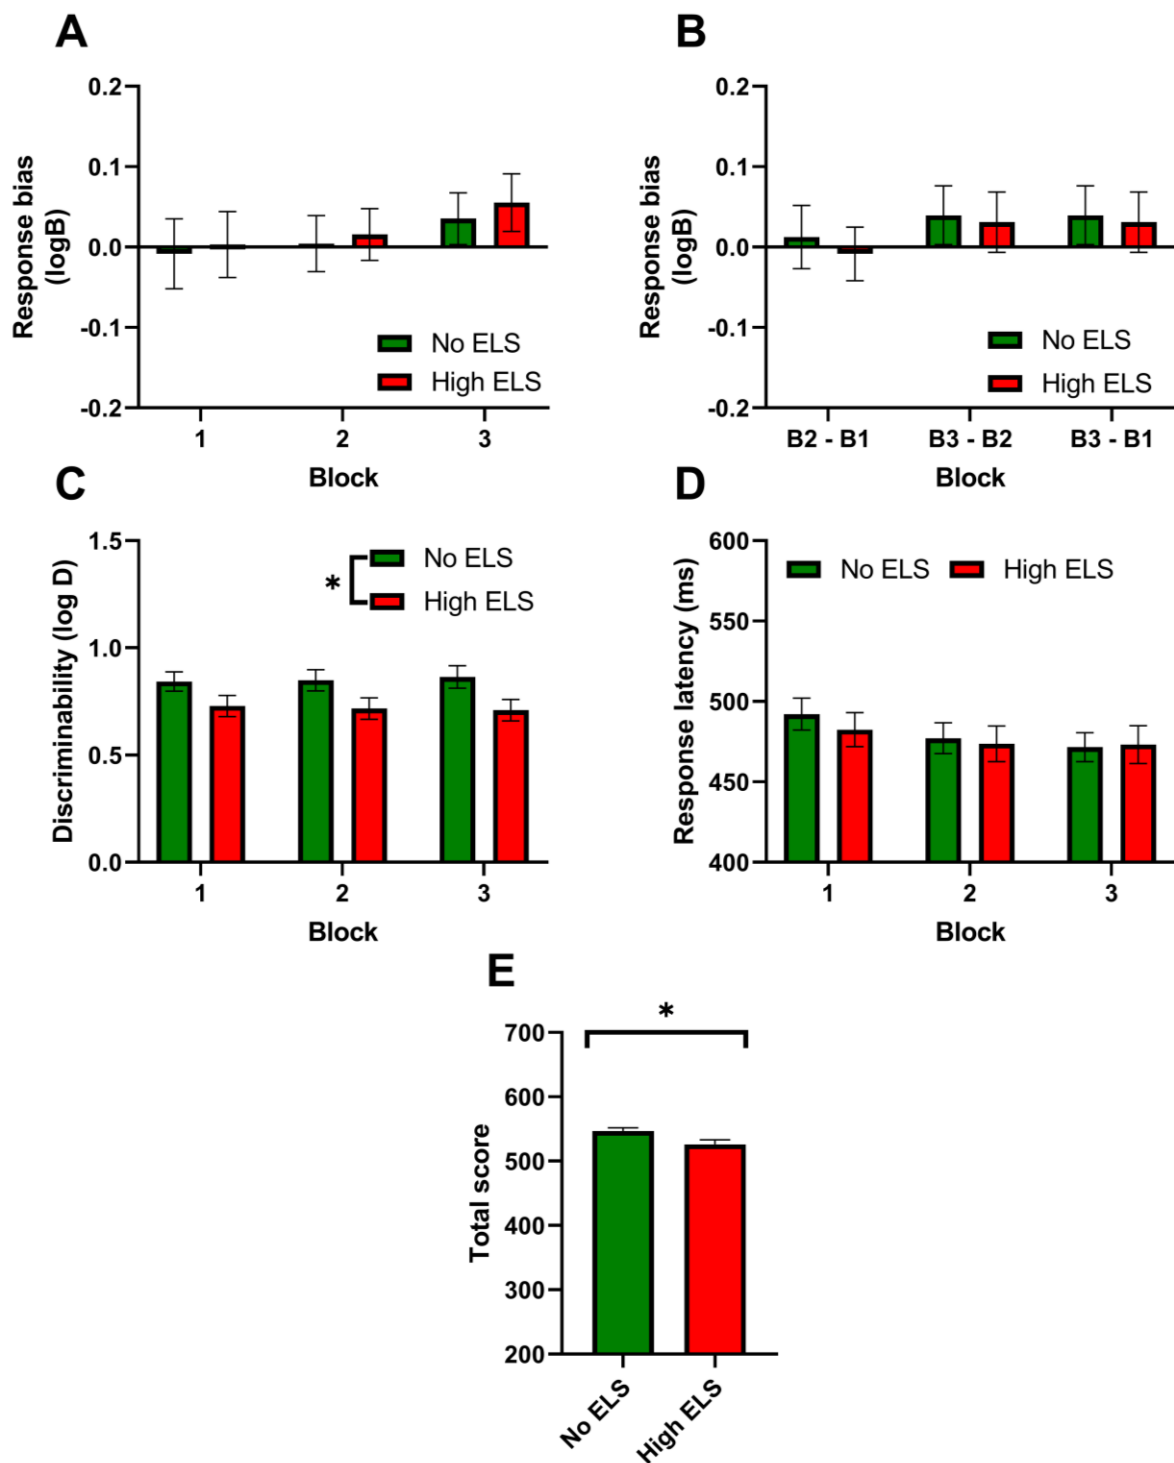 A
Response bias
(logB)
0.2
0.1
0.0
-0.1
-0.2
No ELS
High ELS
1 2 3
Block
B
Response bias
(logB)
0.2
0.1
0.0
-0.1
-0.2
No ELS
High ELS
B2 - B1 B3 - B2 B3 - B1
Block
C
Discriminability (log D)
1.5
1.0
0.5
0.0
* No ELS
High ELS
1 2 3
Block
D
Response latency (ms)
600
550
500
450
400
No ELS High ELS
1 2 3
Block
E
Total score
700
600
500
400
300
200
*
No ELS
High ELS